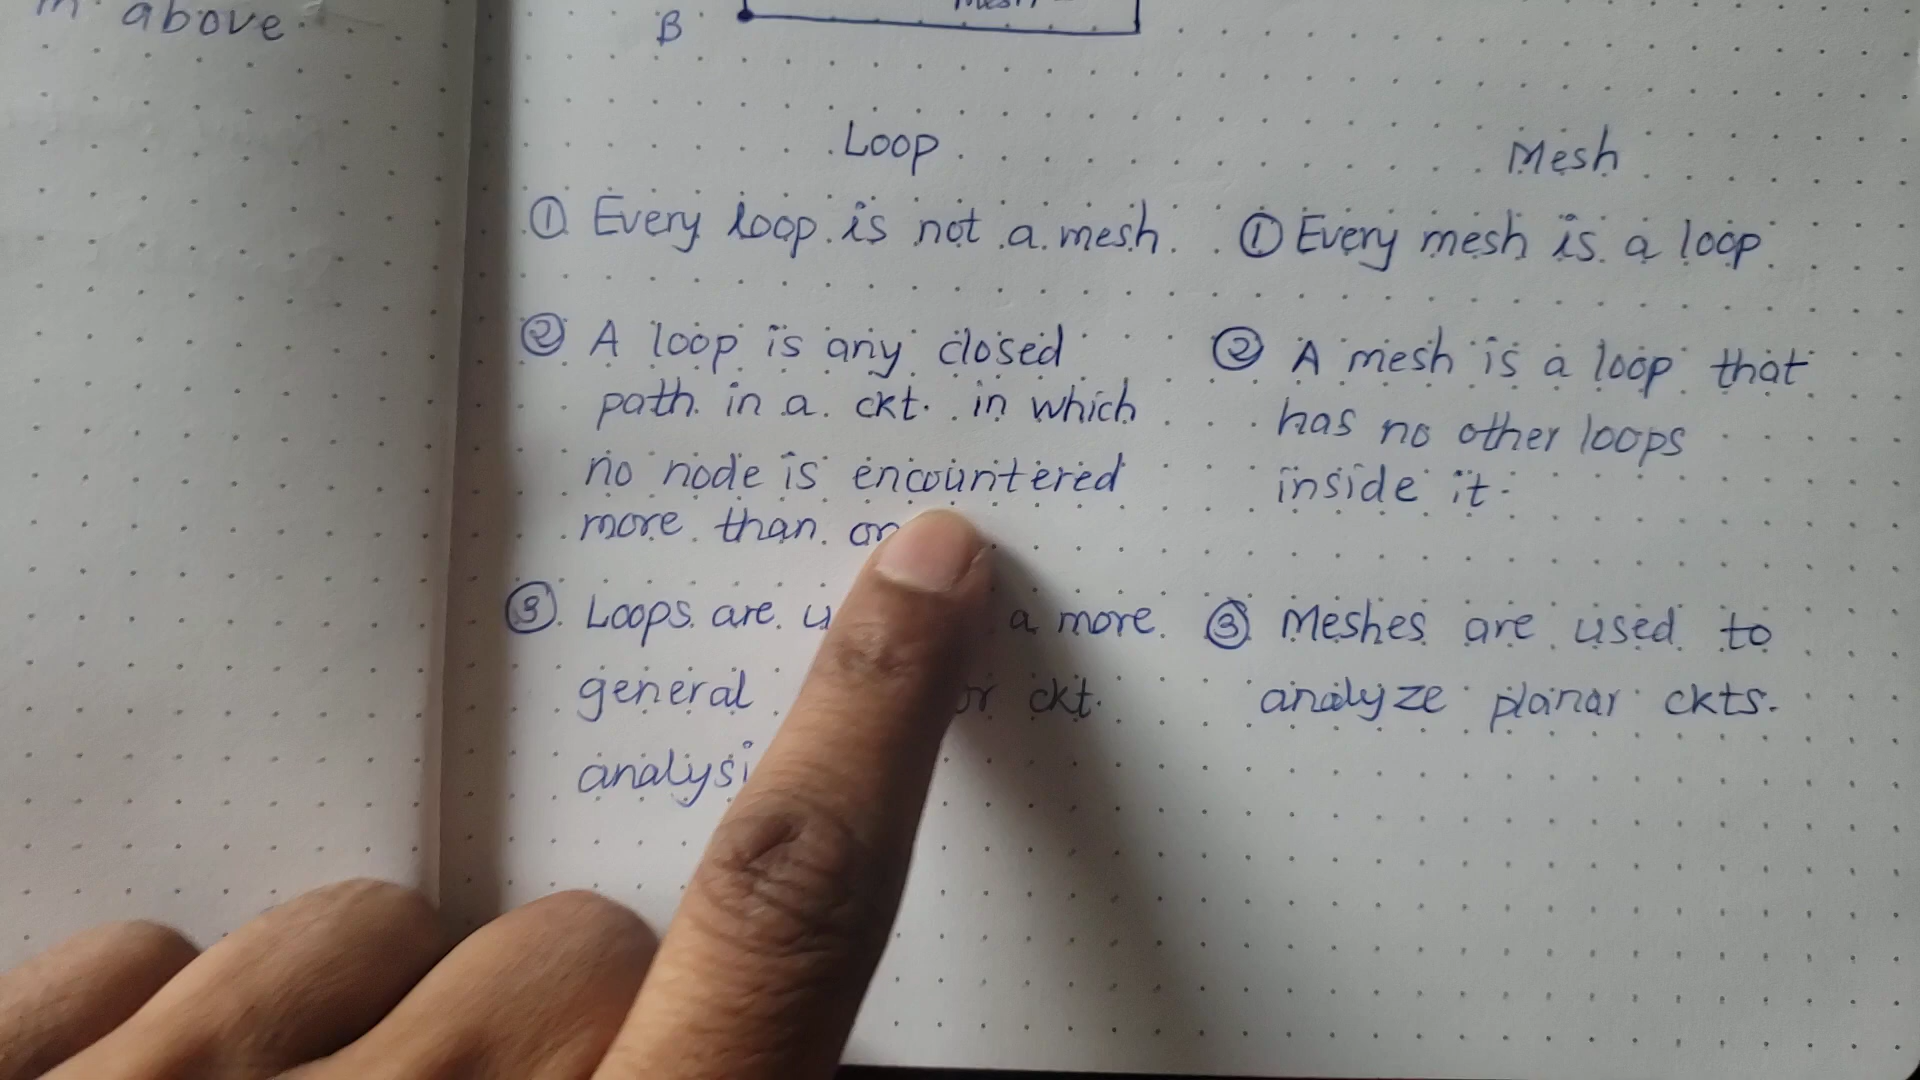 above.
B
Loop
Mesh
① Every loop is not a mesh.
① Every mesh is a loop
② A loop is any closed
path in a ckt. in which
no node is encountered
more than
② A mesh is a loop that
has no other loops
inside it.
③ Loops are a more
general ckt.
③ Meshes are used to
analyze planar ckts.